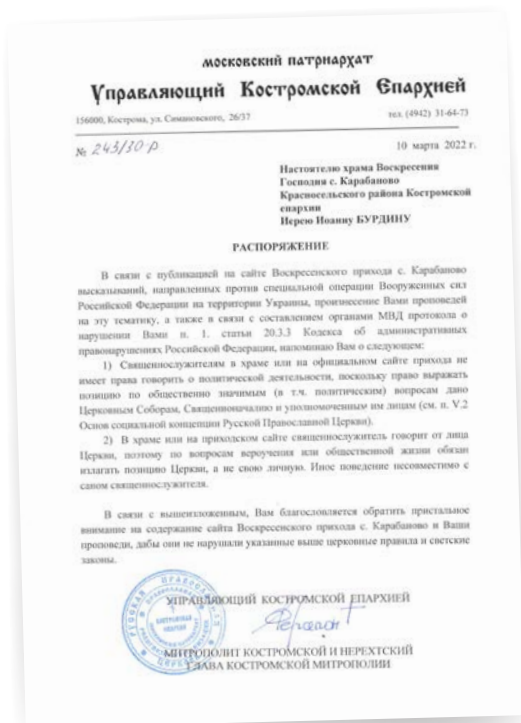 московский патриархат
Управляющий Костромской Епархией
156000, Кострома, ул. Симановского, 26/37 тел. (4942) 31-64-73
№ 243/30 Р 10 марта 2022 г.
Настоятелю храма Воскресения
Господня с. Карабаново
Красносельского района Костромской
епархии
Иерею Иоанну БУРДИНУ
РАСПОРЯЖЕНИЕ
В связи с публикацией на сайте Воскресенского прихода с. Карабаново
высказываний, направленных против специальной операции Вооруженных сил
Российской Федерации на территории Украины, произнесение Вами проповедей
на эту тематику, а также в связи с составлением органами МВД протокола о
нарушении Вами п. 1. статьи 20.3.3 Кодекса об административных
правонарушениях Российской Федерации, напоминаю Вам о следующем:
1) Священнослужителям в храме или на официальном сайте прихода не
имеет права говорить о политической деятельности, поскольку право выражать
позицию по общественно значимым (в т.ч. политическим) вопросам дано
Церковным Соборам, Священноначалию и уполномоченным им лицам (см. п. V.2
Основ социальной концепции Русской Православной Церкви).
2) В храме или на приходском сайте священнослужитель говорит от лица
Церкви, поэтому по вопросам вероучения или общественной жизни обязан
излагать позицию Церкви, а не свою личную. Иное поведение несовместимо с
саном священнослужителя.
В связи с вышеизложенным, Вам благословляется обратить пристальное
внимание на содержание сайта Воскресенского прихода с. Карабаново и Ваши
проповеди, дабы они не нарушали указанные выше церковные правила и светские
законы.
УПРАВЛЯЮЩИЙ КОСТРОМСКОЙ ЕПАРХИЕЙ
МИТРОПОЛИТ КОСТРОМСКОЙ И НЕРЕХТСКИЙ
ГЛАВА КОСТРОМСКОЙ МИТРОПОЛИИ
РУССКАЯ ПРАВОСЛАВНАЯ ЦЕРКОВЬ
КОСТРОМСКАЯ
ЕПАРХИЯ